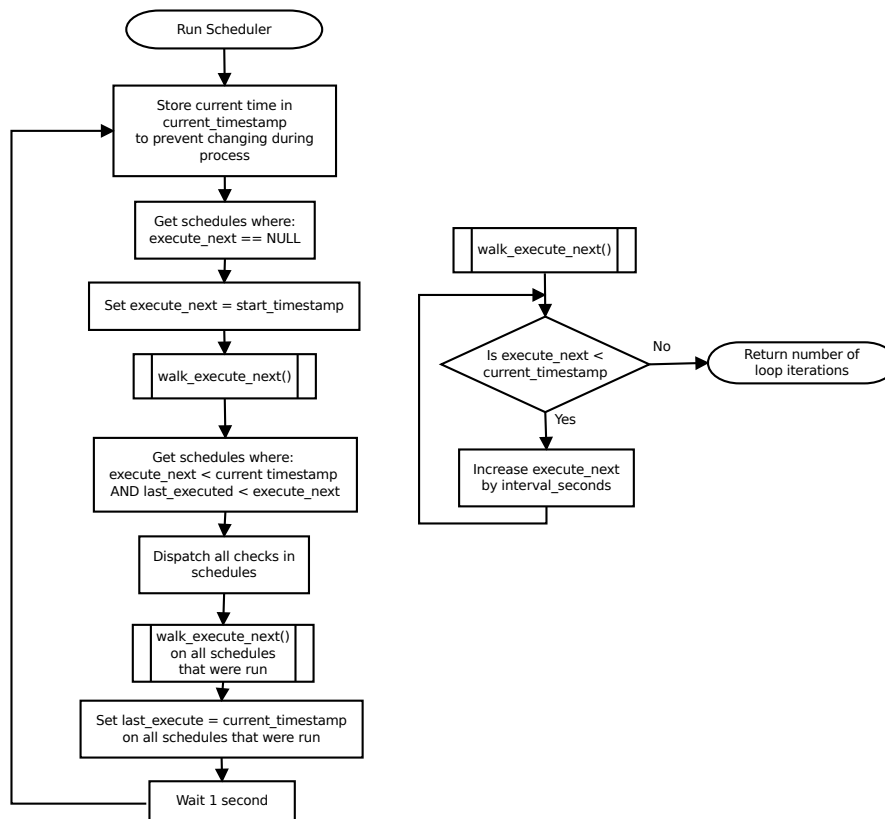 Run Scheduler
Store current time in
current_timestamp
to prevent changing during
process
Get schedules where:
execute_next == NULL
Set execute_next = start_timestamp
walk_execute_next()
Get schedules where:
execute_next < current timestamp
AND last_executed < execute_next
Dispatch all checks in
schedules
walk_execute_next()
on all schedules
that were run
Set last_execute = current_timestamp
on all schedules that were run
Wait 1 second
walk_execute_next()
Is execute_next <
current_timestamp
No
Return number of
loop iterations
Yes
Increase execute_next
by interval_seconds